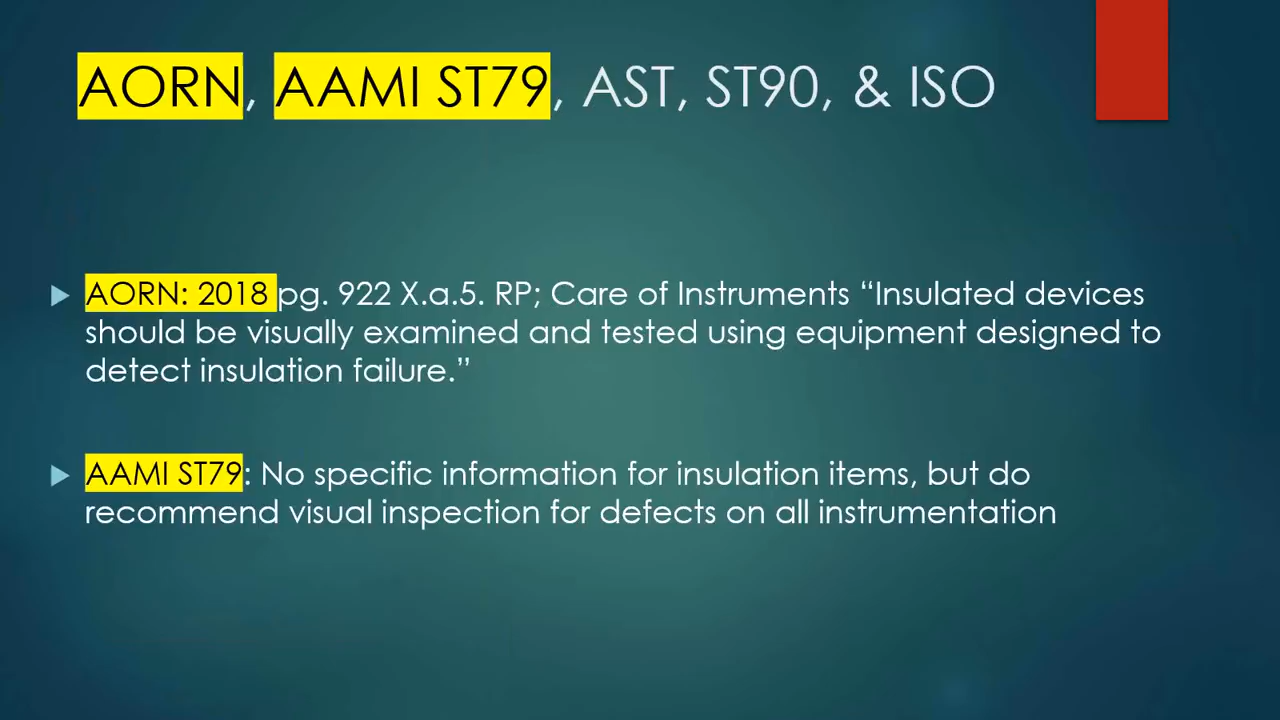 AORN, AAMI ST79, AST, ST90, & ISO
AORN: 2018 pg. 922 X.a.5. RP; Care of Instruments “Insulated devices
should be visually examined and tested using equipment designed to
detect insulation failure.”
AAMI ST79: No specific information for insulation items, but do
recommend visual inspection for defects on all instrumentation